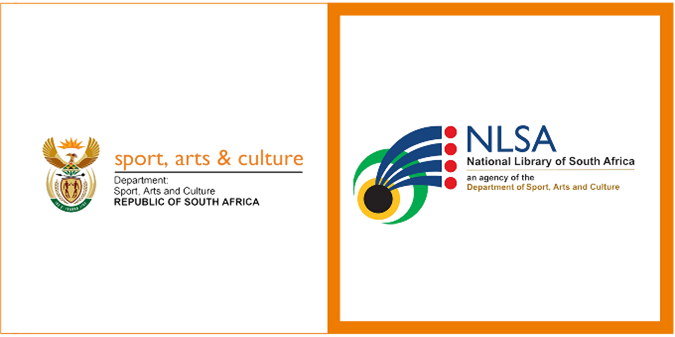 sport, arts & culture
Department:
Sport, Arts and Culture
REPUBLIC OF SOUTH AFRICA
NLSA
National Library of South Africa
an agency of the
Department of Sport, Arts and Culture